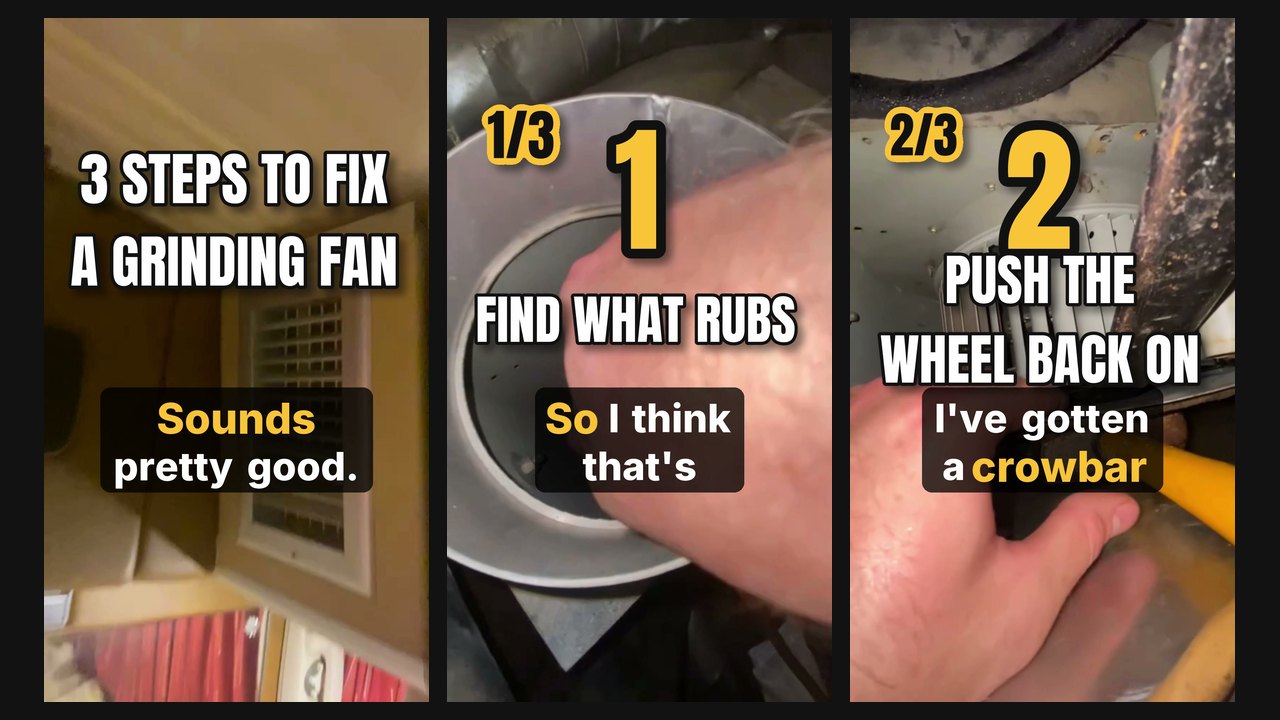 3 STEPS TO FIX
A GRINDING FAN
Sounds
pretty good.
1/3
1
FIND WHAT RUBS
So I think
that's
2/3
2
PUSH THE
WHEEL BACK ON
I've gotten
a crowbar